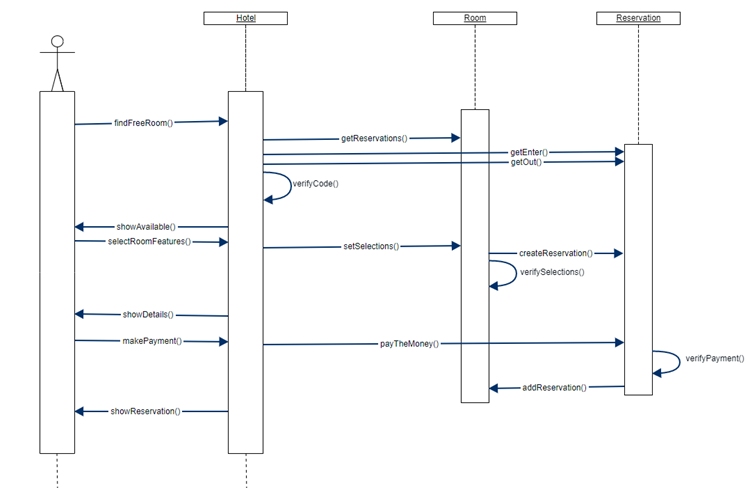 Hotel
Room
Reservation
findFreeRoom()
getReservations()
getEnter()
getOut()
verifyCode()
showAvailable()
selectRoomFeatures()
setSelections()
createReservation()
verifySelections()
showDetails()
makePayment()
payTheMoney()
verifyPayment()
addReservation()
showReservation()